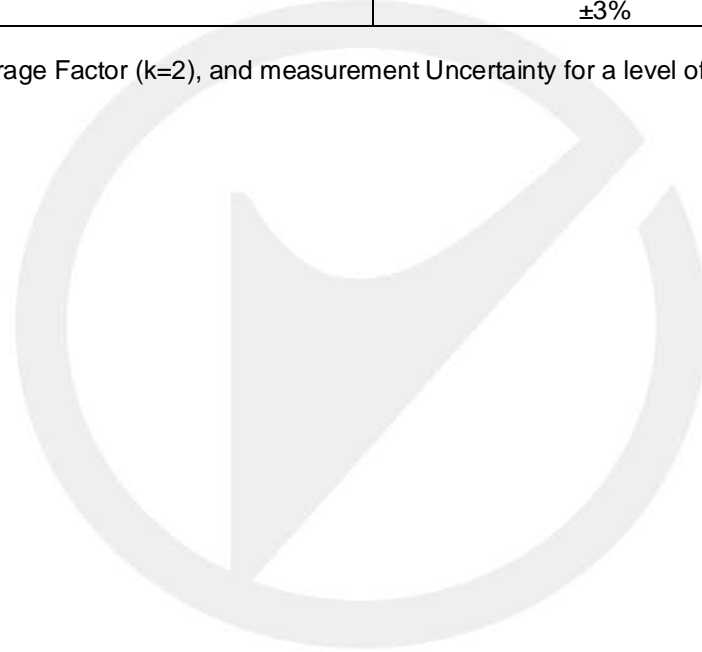 ±3%
rage Factor (k=2), and measurement Uncertainty for a level of